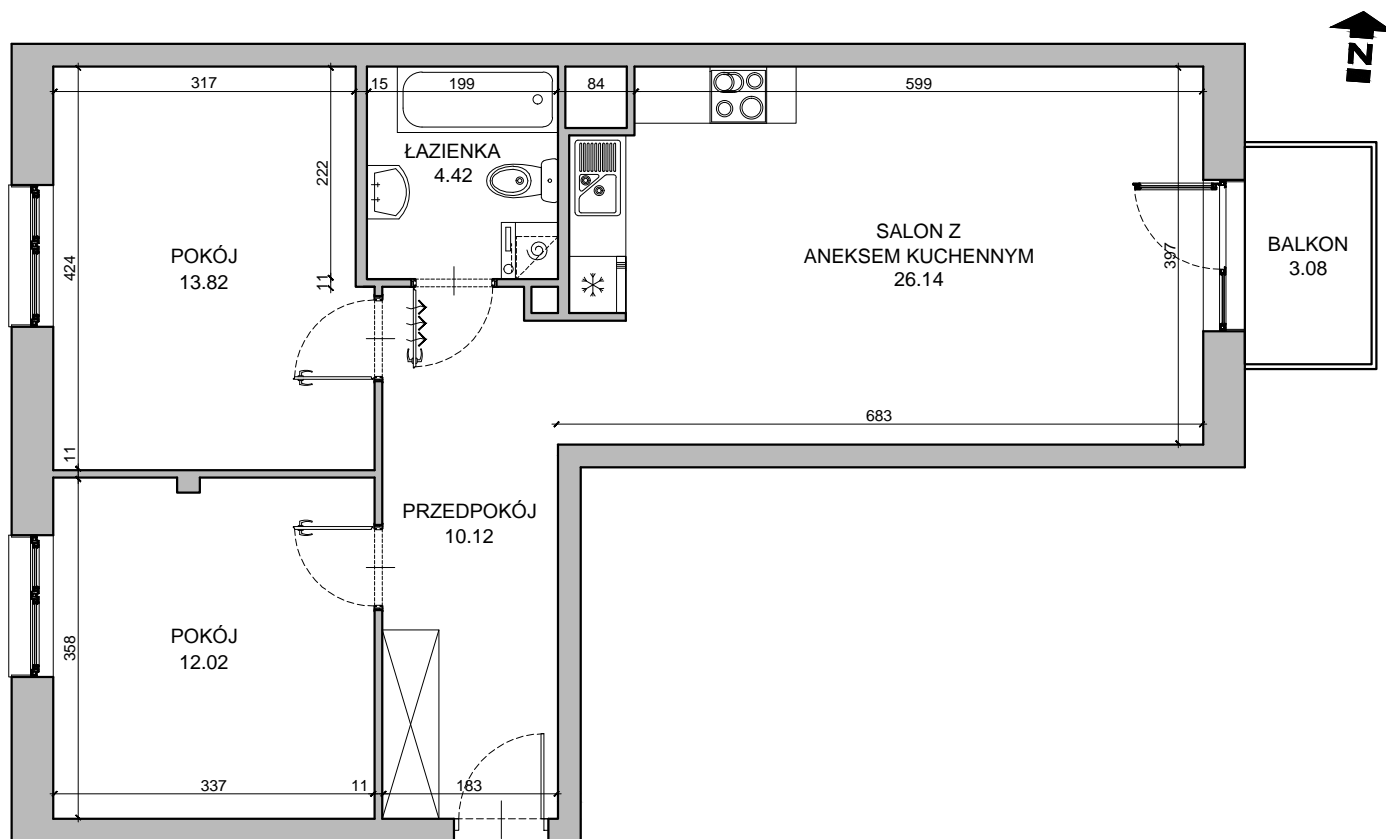 N
317
15
199
84
599
ŁAZIENKA
4.42
222
424
11
POKÓJ
13.82
SALON Z
ANEKSEM KUCHENNYM
26.14
397
BALKON
3.08
683
11
PRZEDPOKÓJ
10.12
POKÓJ
12.02
358
337
11
183